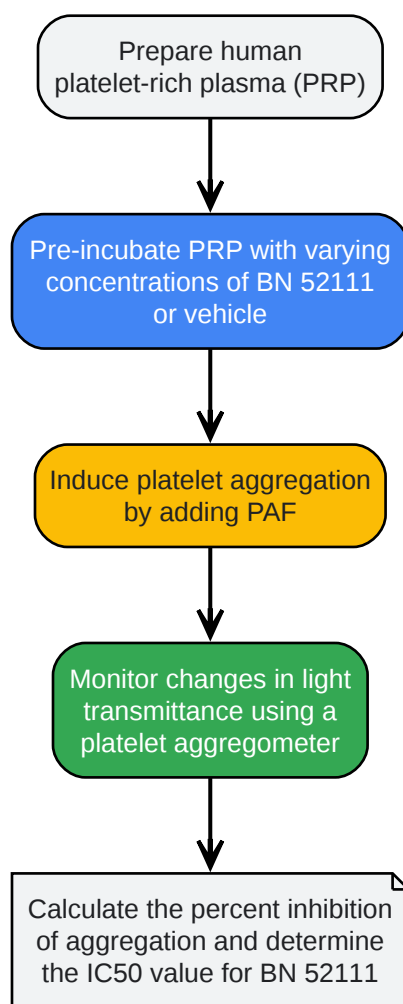 Prepare human
platelet-rich plasma (PRP)
Pre-incubate PRP with varying
concentrations of BN 52111
or vehicle
Induce platelet aggregation
by adding PAF
Monitor changes in light
transmittance using a
platelet aggregometer
Calculate the percent inhibition
of aggregation and determine
the IC50 value for BN 52111